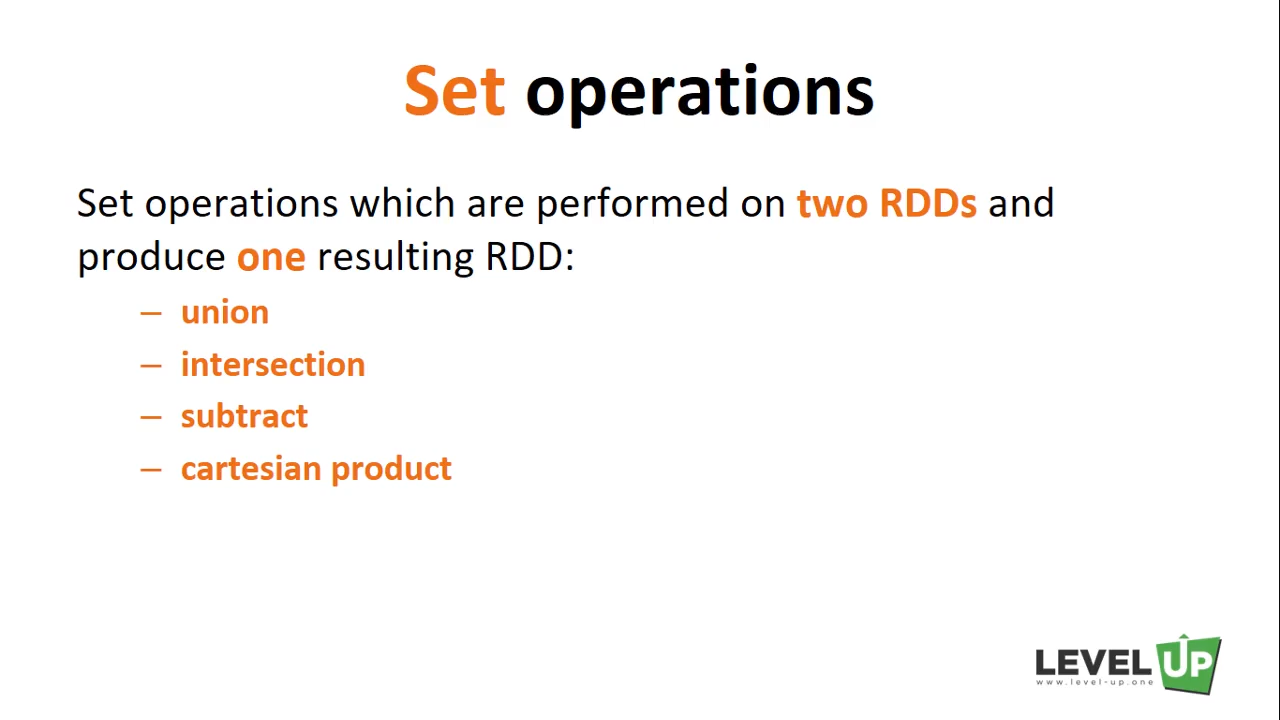 Set operations
Set operations which are performed on two RDDs and
produce one resulting RDD:
– union
– intersection
– subtract
– cartesian product
LEVEL UP
www.level-up.one